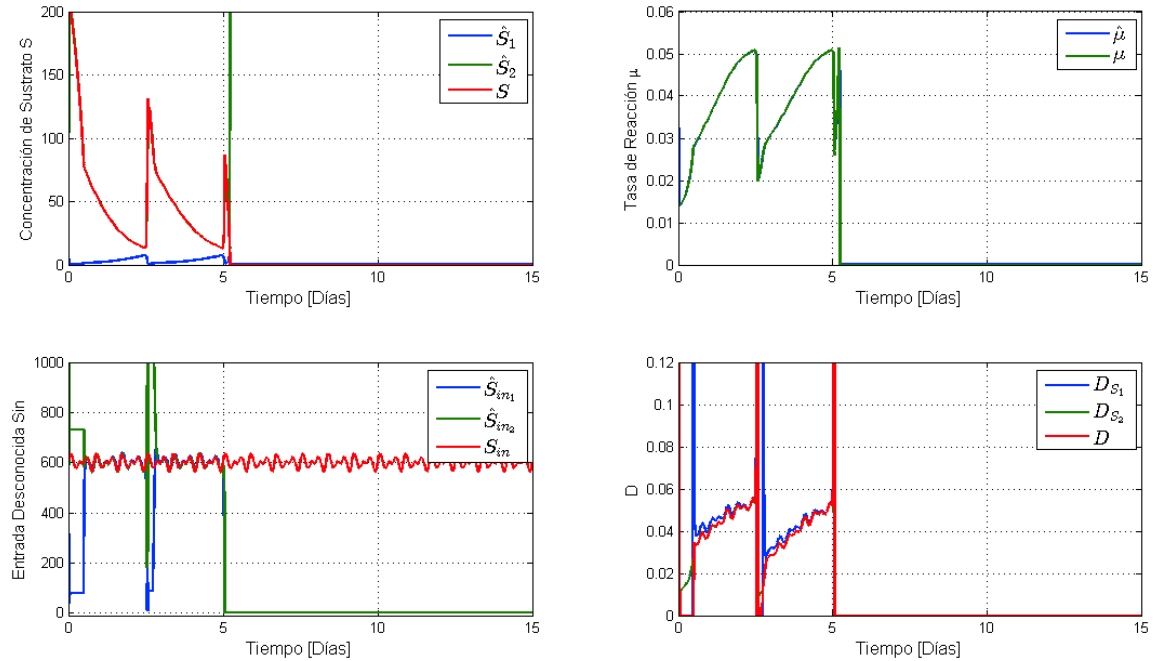 Concentración de Sustrato S
200
150
100
50
0
0
5
10
15
Tiempo [Días]
Ŝ₁
Ŝ₂
S
Tasa de Reacción µ
0.06
0.05
0.04
0.03
0.02
0.01
0
0
5
10
15
Tiempo [Días]
μ̂
μ
Entrada Desconocida Sin
1000
800
600
400
200
0
0
5
10
15
Tiempo [Días]
Ŝin₁
Ŝin₂
Sin
D
0.12
0.1
0.08
0.06
0.04
0.02
0
0
5
10
15
Tiempo [Días]
D_S₁
D_S₂
D